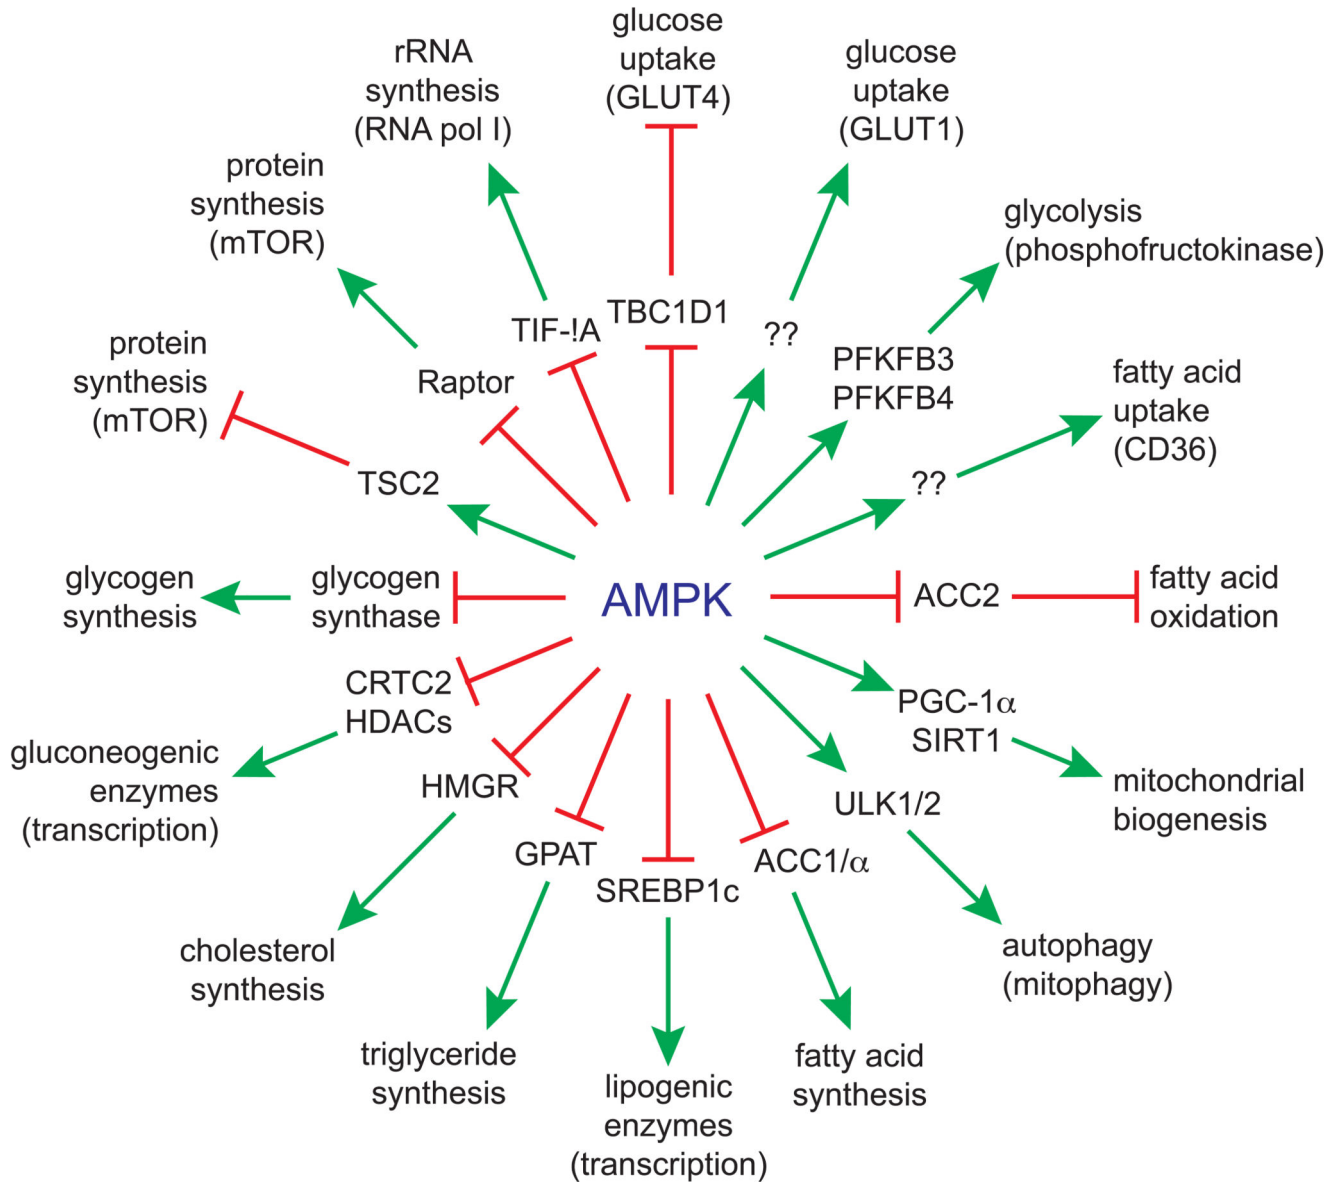 glucose
uptake
(GLUT4)
glucose
uptake
(GLUT1)
glycolysis
(phosphofructokinase)
fatty acid
uptake
(CD36)
fatty acid
oxidation
mitochondrial
biogenesis
autophagy
(mitophagy)
fatty acid
synthesis
lipogenic
enzymes
(transcription)
triglyceride
synthesis
cholesterol
synthesis
gluconeogenic
enzymes
(transcription)
glycogen
synthesis
protein
synthesis
(mTOR)
protein
synthesis
(mTOR)
rRNA
synthesis
(RNA pol I)
TBC1D1
??
PFKFB3
PFKFB4
??
ACC2
PGC-1α
SIRT1
ULK1/2
ACC1/α
SREBP1c
GPAT
HMGR
CRTC2
HDACs
glycogen
synthase
TSC2
Raptor
TIF-!A
AMPK